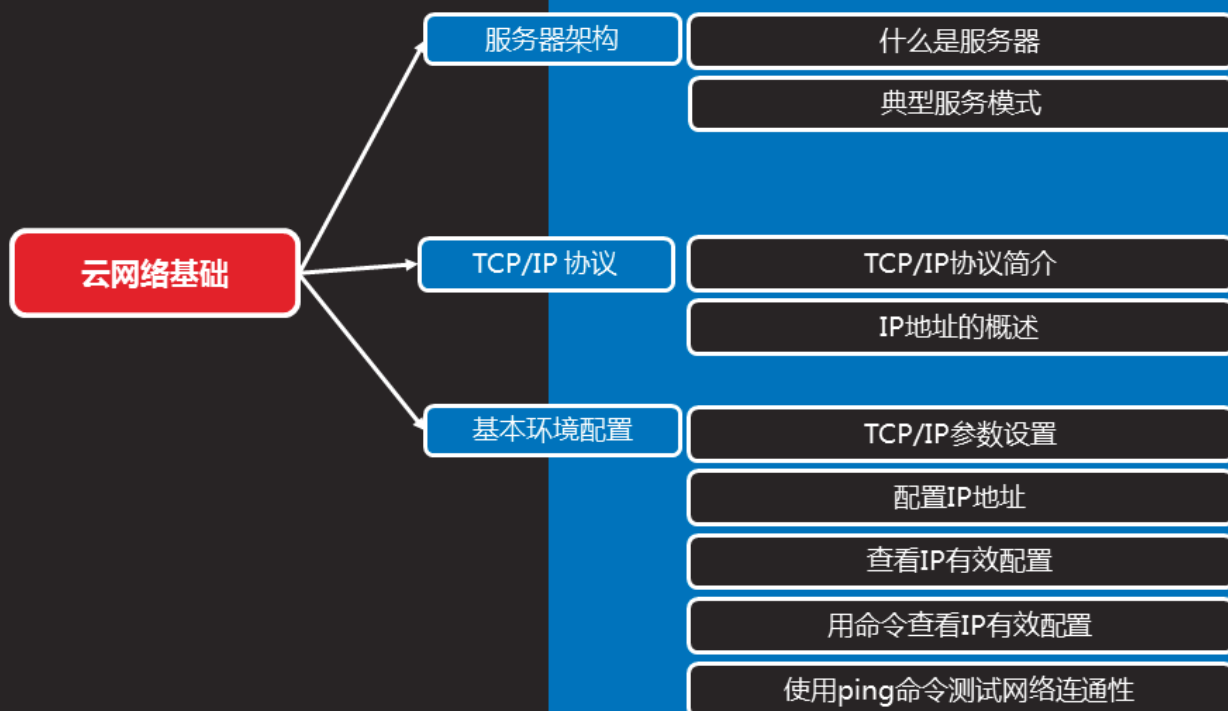 云网络基础
服务器架构
什么是服务器
典型服务模式
TCP/IP 协议
TCP/IP协议简介
IP地址的概述
基本环境配置
TCP/IP参数设置
配置IP地址
查看IP有效配置
用命令查看IP有效配置
使用ping命令测试网络连通性